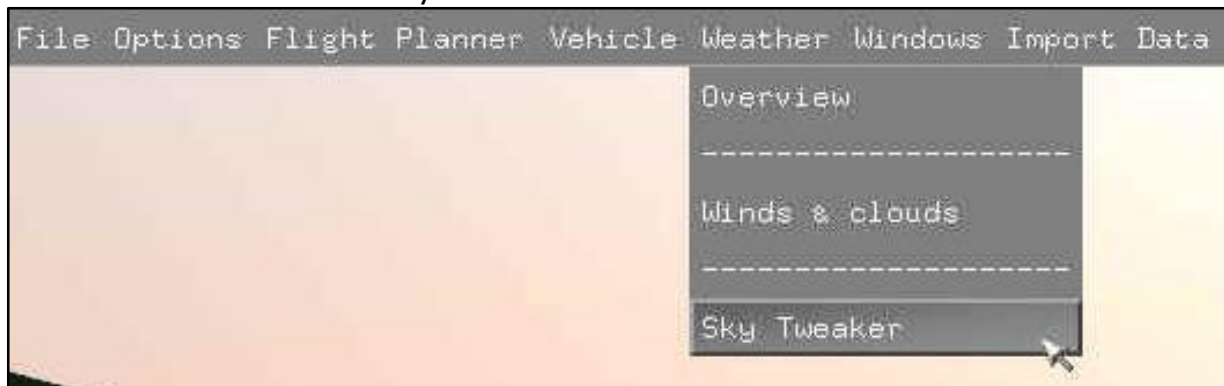 File Options Flight Planner Vehicle Weather Windows Import Data
Overview
---------------------
Winds & clouds
---------------------
Sky Tweaker